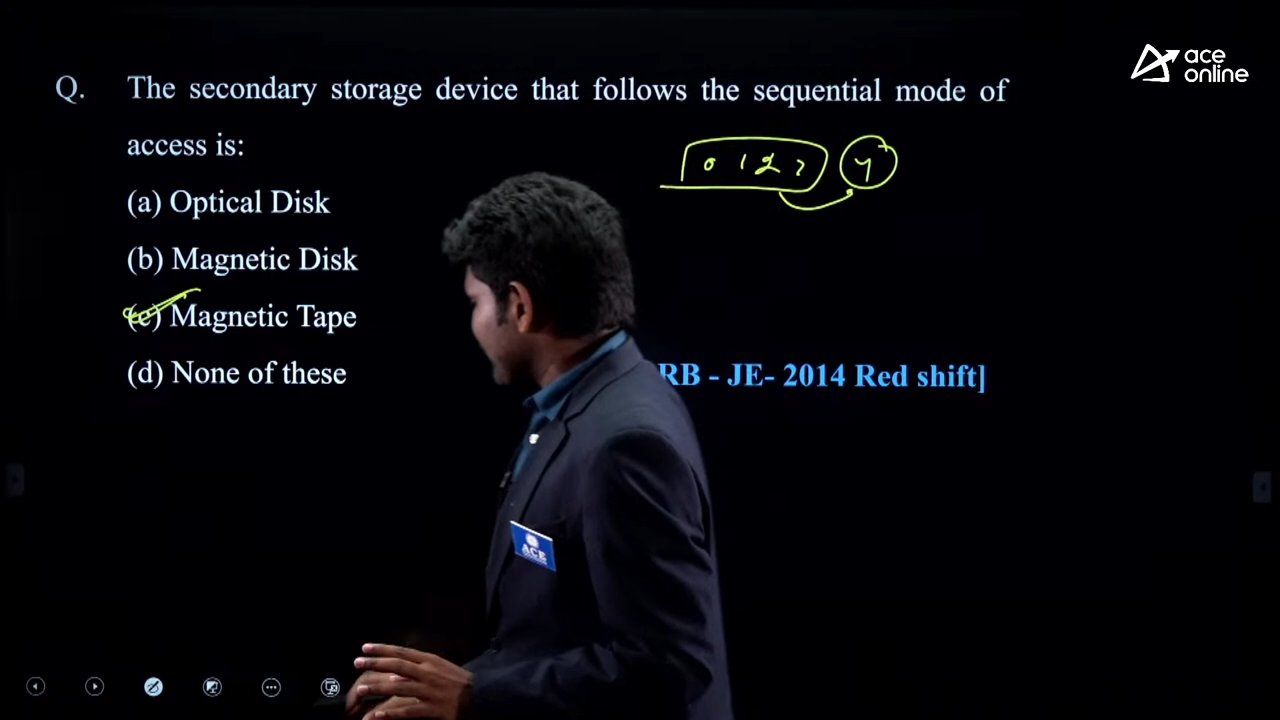 ace
online
Q. The secondary storage device that follows the sequential mode of
access is:
0 1 2 3 4
(a) Optical Disk
(b) Magnetic Disk
(c) Magnetic Tape
(d) None of these
RB - JE- 2014 Red shift]
ACE